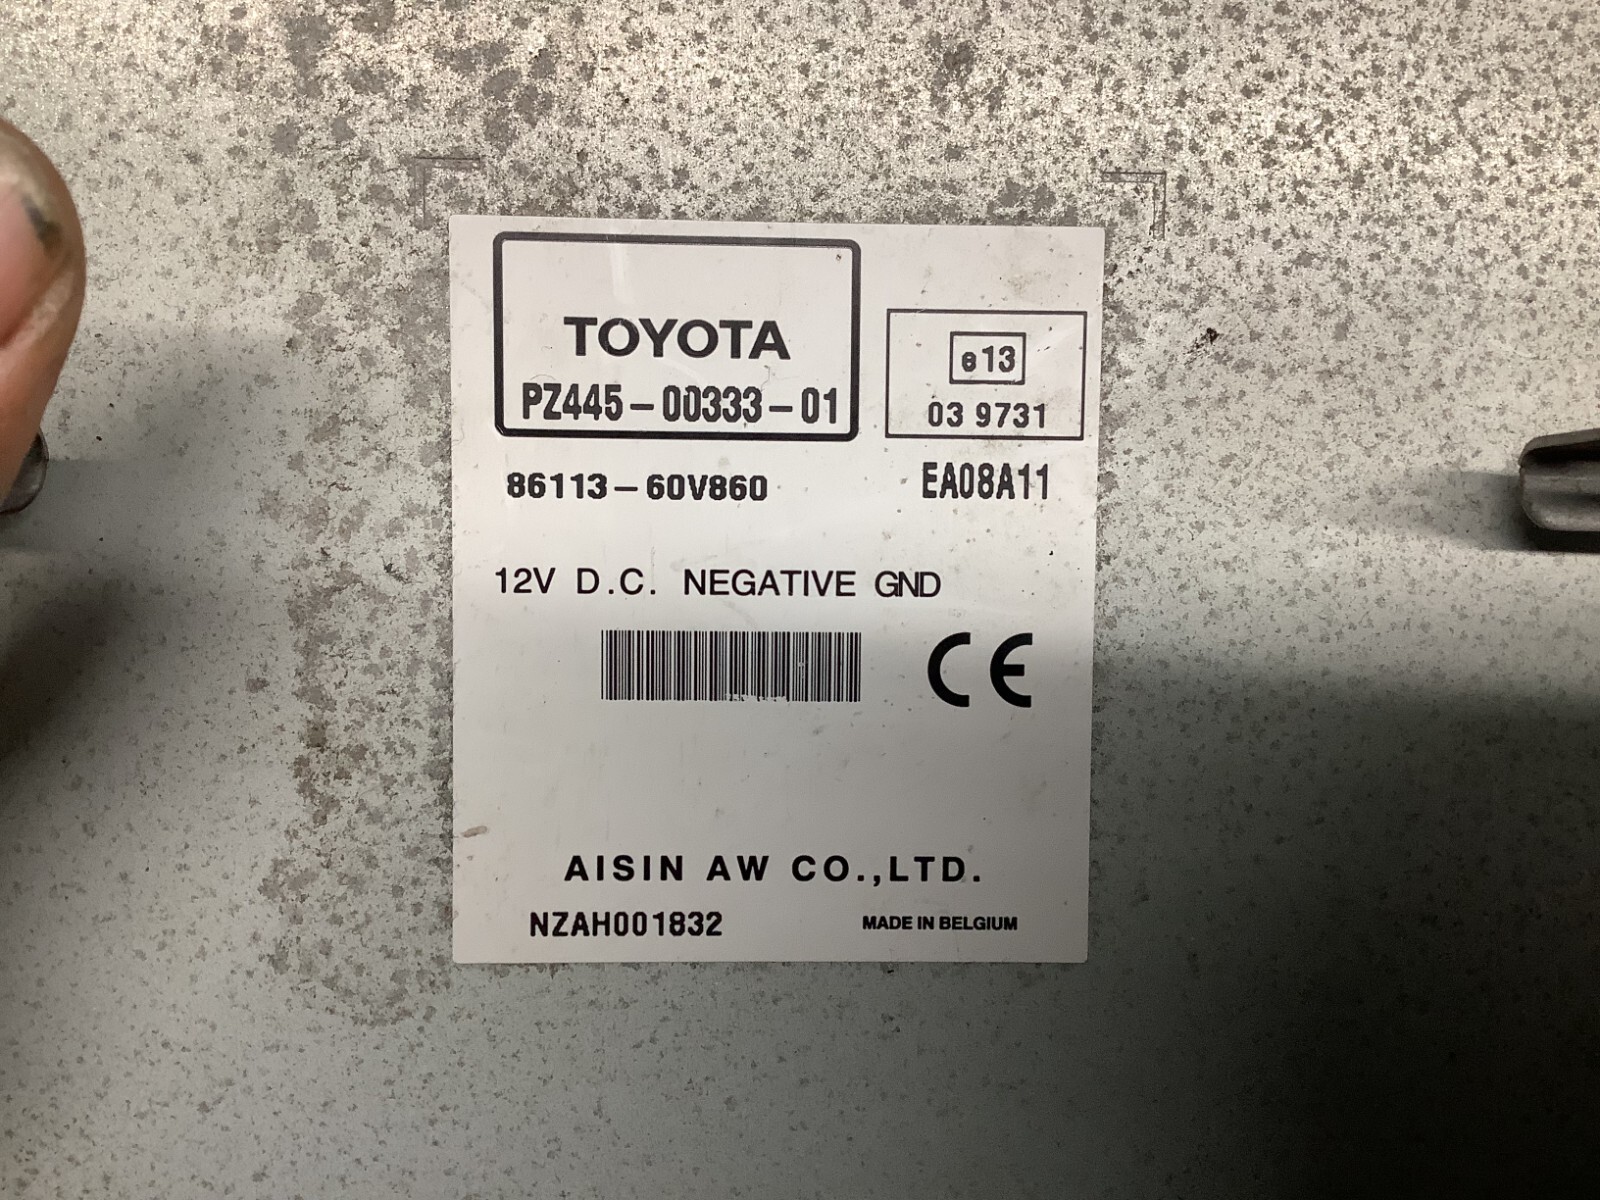 TOYOTA
PZ445-00333-01
e13
03 9731
86113-60V860
EA08A11
12V D.C. NEGATIVE GND
CE
AISIN AW CO.,LTD.
NZAH001832
MADE IN BELGIUM